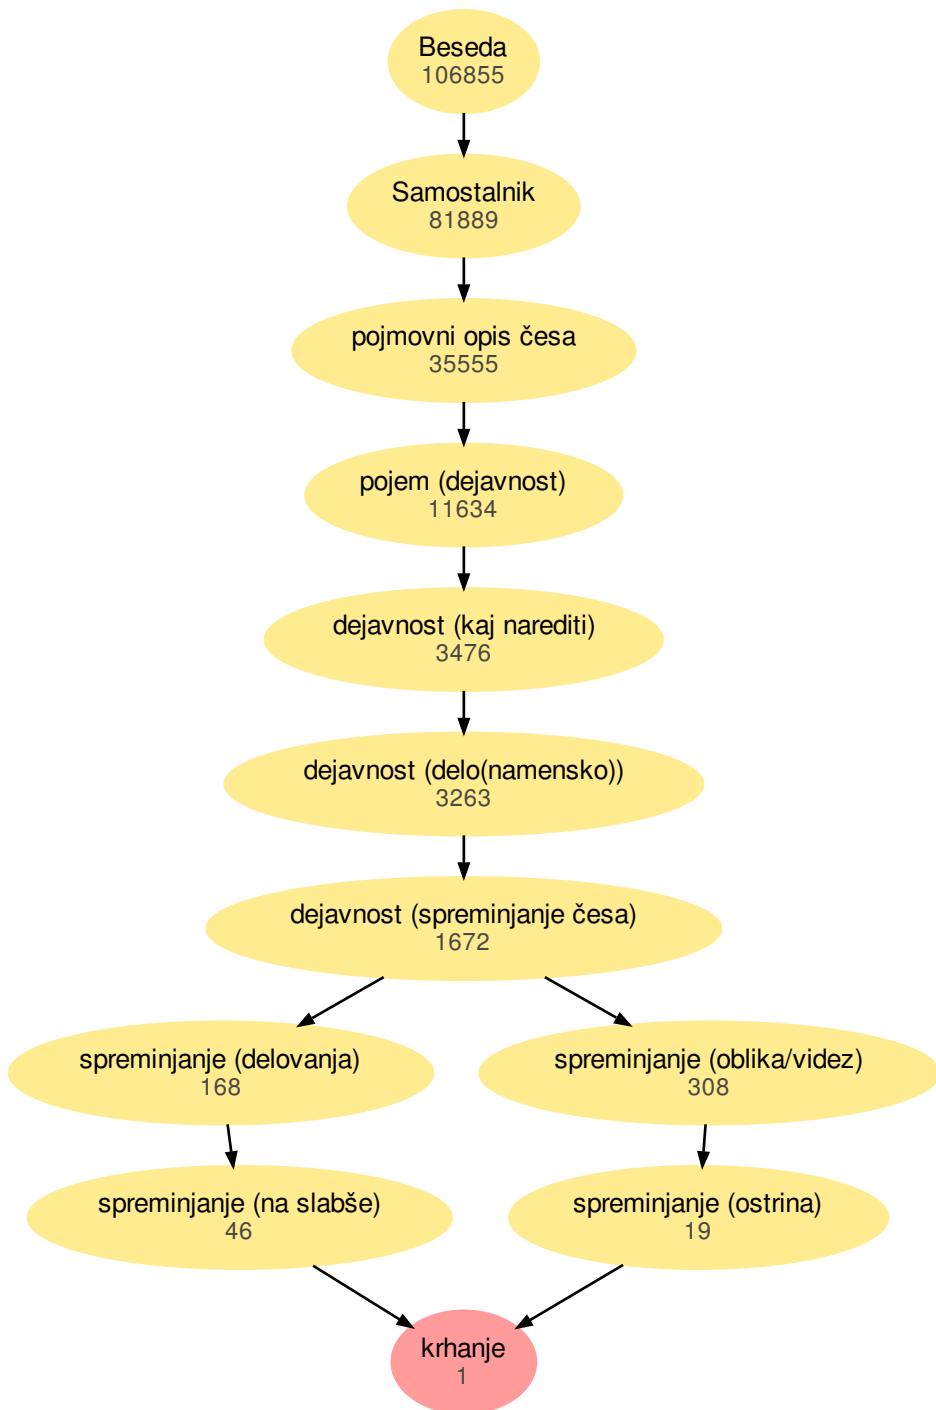 Beseda
106855
Samostalnik
81889
pojmovni opis česa
35555
pojem (dejavnost)
11634
dejavnost (kaj narediti)
3476
dejavnost (delo(namensko))
3263
dejavnost (spreminjanje česa)
1672
spreminjanje (delovanja)
168
spreminjanje (oblika/videz)
308
spreminjanje (na slabše)
46
spreminjanje (ostrina)
19
krhanje
1